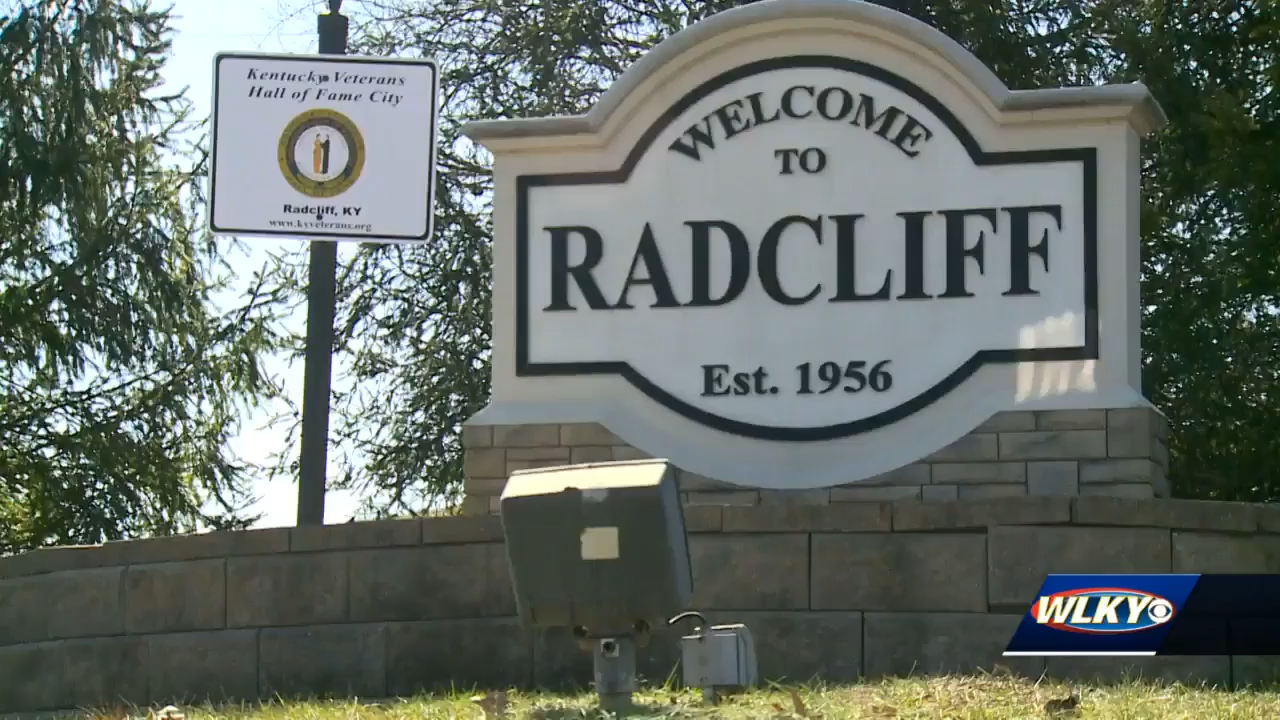 Kentucky Veterans
Hall of Fame City
Radcliff, KY
www.kyveterans.org
WELCOME
TO
RADCLIFF
Est. 1956
WLKY